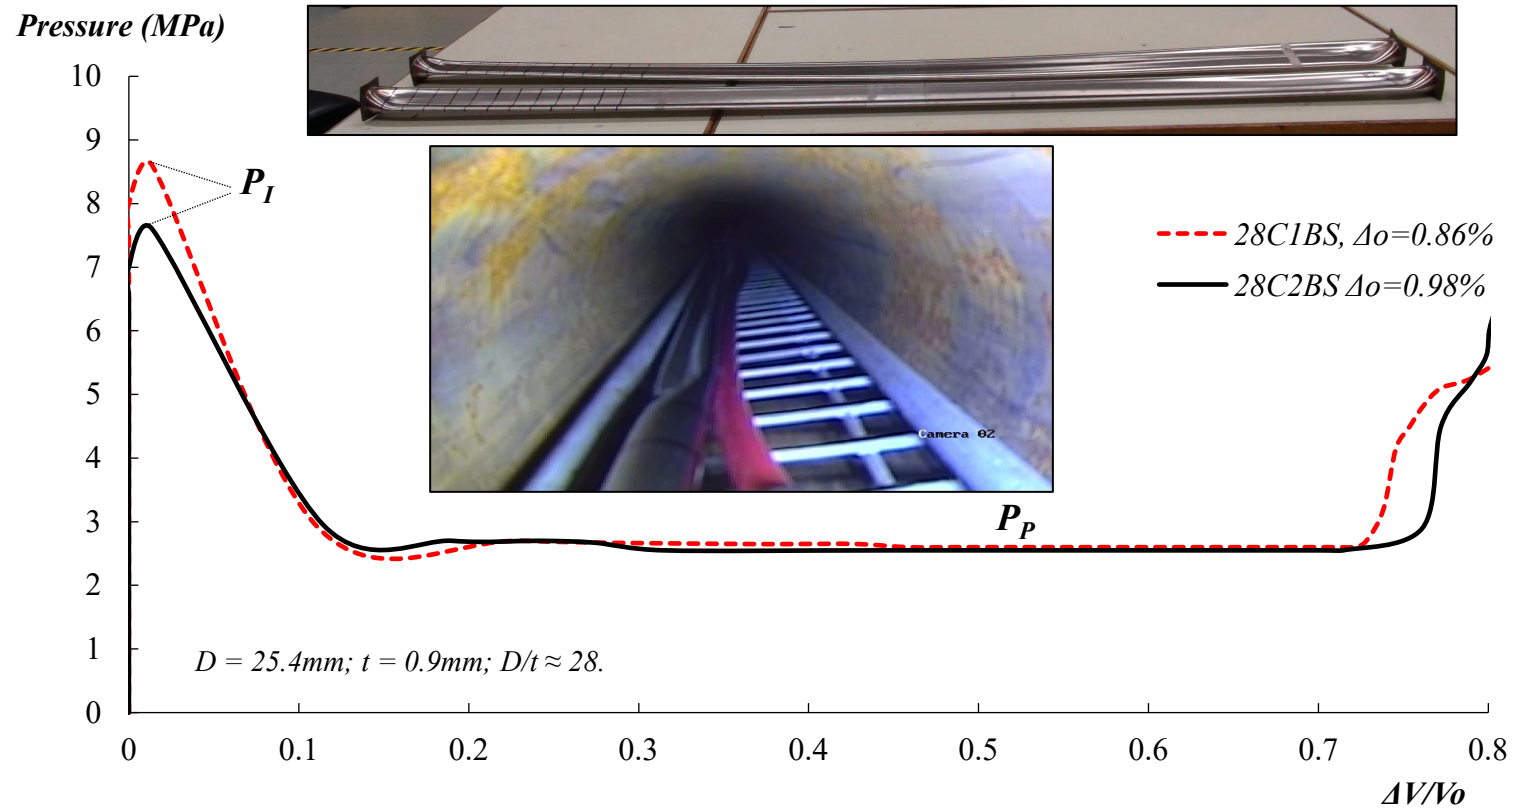 Pressure (MPa)
10
9
8
7
6
5
4
3
2
1
0
P_I
28C1BS, Δo=0.86%
28C2BS Δo=0.98%
Camera 02
P_P
D = 25.4mm; t = 0.9mm; D/t ≈ 28.
0 0.1 0.2 0.3 0.4 0.5 0.6 0.7 0.8
ΔV/Vo